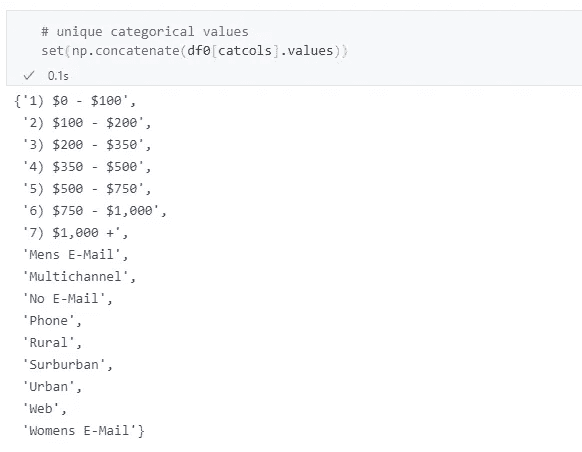 # unique categorical values
set(np.concatenate(df0[catcols].values))
✓ 0.1s
{'1) $0 - $100',
'2) $100 - $200',
'3) $200 - $350',
'4) $350 - $500',
'5) $500 - $750',
'6) $750 - $1,000',
'7) $1,000 +',
'Mens E-Mail',
'Multichannel',
'No E-Mail',
'Phone',
'Rural',
'Surburban',
'Urban',
'Web',
'Womens E-Mail'}